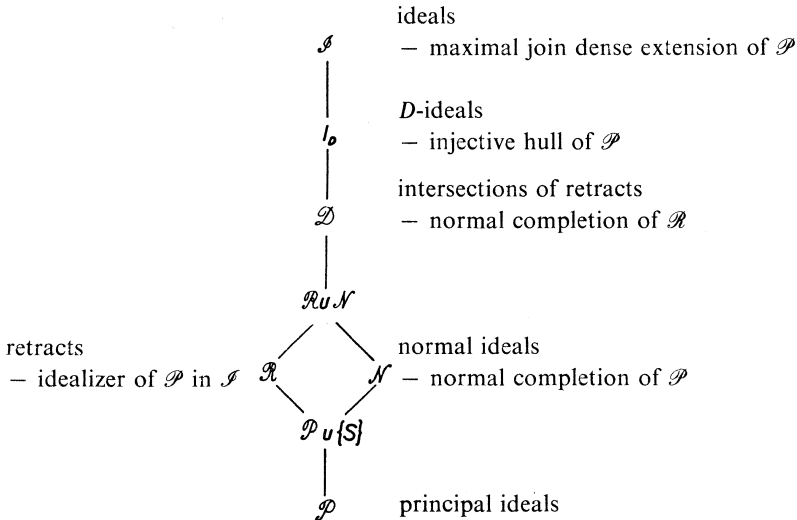 ideals
ℐ — maximal join dense extension of 𝒫
D-ideals
I_D — injective hull of 𝒫
intersections of retracts
𝒟 — normal completion of ℛ
ℛ ∪ 𝒩
retracts
— idealizer of 𝒫 in ℐ ℛ
normal ideals
𝒩 — normal completion of 𝒫
𝒫 ∪ {S}
𝒫 principal ideals